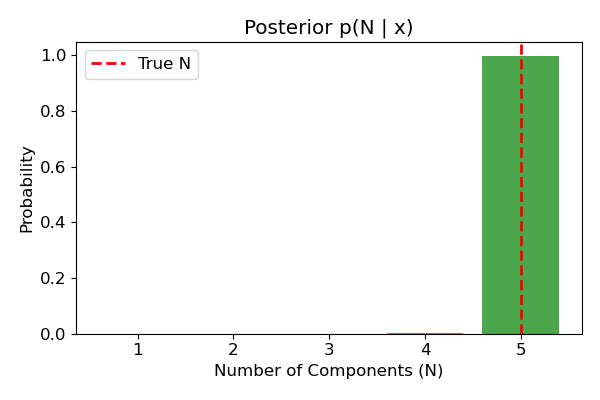 Posterior p(N | x)
True N
1.0
0.8
0.6
0.4
0.2
0.0
Probability
1 2 3 4 5
Number of Components (N)